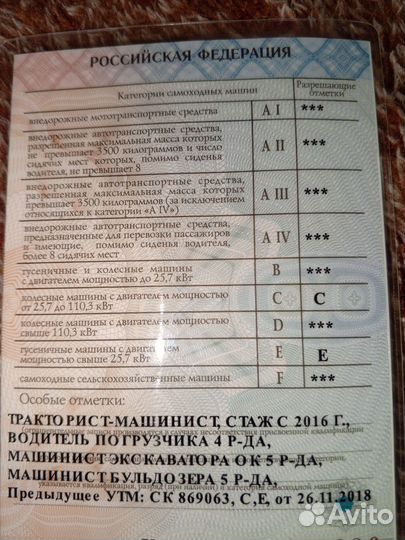 РОССИЙСКАЯ ФЕДЕРАЦИЯ
Категории самоходных машин
Разрешающие отметки
внедорожные мототранспортные средства A I ***
внедорожные автотранспортные средства,
разрешенная максимальная масса которых
не превышает 3500 килограммов и число
сидячих мест которых, помимо сиденья
водителя, не превышает 8
A II ***
внедорожные автотранспортные средства,
разрешенная максимальная масса которых
превышает 3500 килограммов (за исключением
относящихся к категории «A IV»)
A III ***
внедорожные автотранспортные средства,
предназначенные для перевозки пассажиров
и имеющие, помимо сиденья водителя,
более 8 сидячих мест
A IV ***
гусеничные и колесные машины
с двигателем мощностью до 25,7 кВт
B ***
колесные машины с двигателем мощностью
от 25,7 до 110,3 кВт
C C
колесные машины с двигателем мощностью
свыше 110,3 кВт
D ***
гусеничные машины с двигателем
мощностью свыше 25,7 кВт
E E
самоходные сельскохозяйственные машины F ***
Особые отметки:
ТРАКТОРИСТ-МАШИНИСТ, СТАЖ С 2016 Г.,
ВОДИТЕЛЬ ПОГРУЗЧИКА 4 Р-ДА,
МАШИНИСТ ЭКСКАВАТОРА ОК 5 Р-ДА,
МАШИНИСТ БУЛЬДОЗЕРА 5 Р-ДА,
Предыдущее УТМ: СК 869063, С,Е, от 26.11.2018
Avito